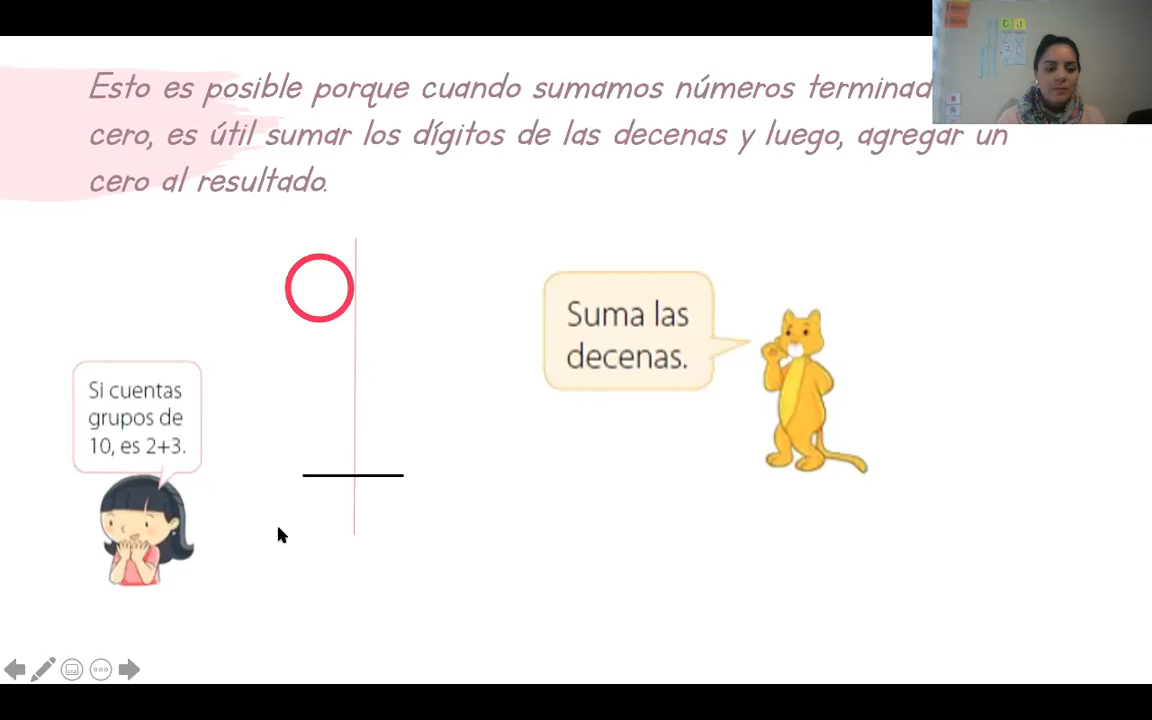 Esto es posible porque cuando sumamos números terminad
cero, es útil sumar los dígitos de las decenas y luego, agregar un
cero al resultado.
Suma las
decenas.
Si cuentas
grupos de
10, es 2+3.